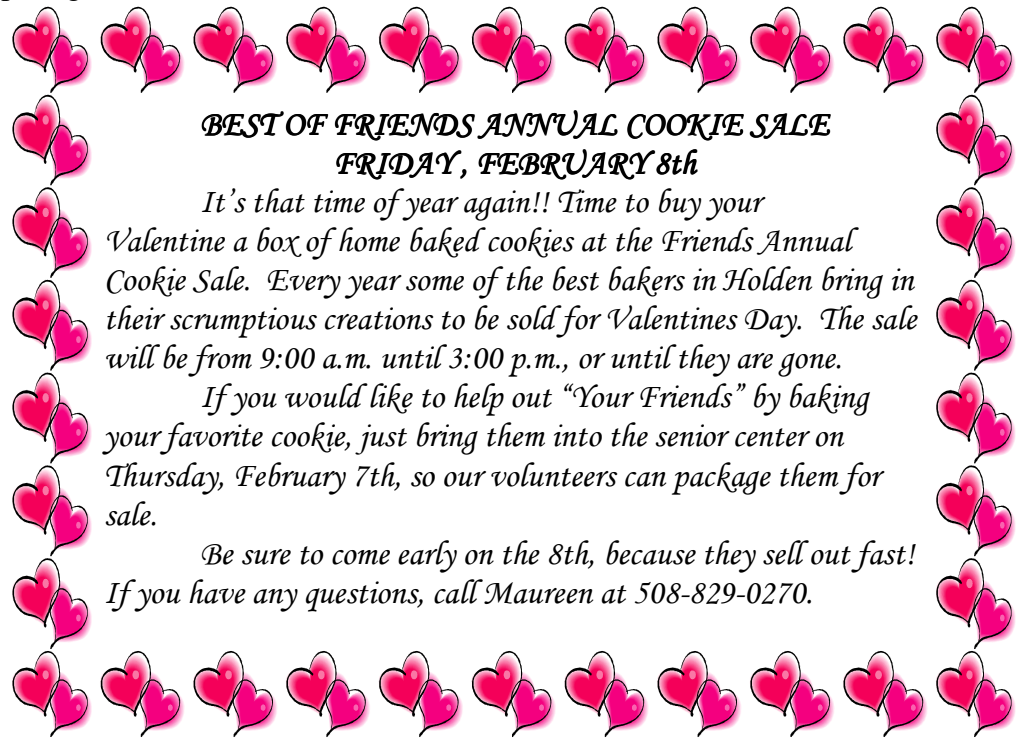 BEST OF FRIENDS ANNUAL COOKIE SALE
FRIDAY, FEBRUARY 8th
It's that time of year again!! Time to buy your
Valentine a box of home baked cookies at the Friends Annual
Cookie Sale. Every year some of the best bakers in Holden bring in
their scrumptious creations to be sold for Valentines Day. The sale
will be from 9:00 a.m. until 3:00 p.m., or until they are gone.
If you would like to help out “Your Friends” by baking
your favorite cookie, just bring them into the senior center on
Thursday, February 7th, so our volunteers can package them for
sale.
Be sure to come early on the 8th, because they sell out fast!
If you have any questions, call Maureen at 508-829-0270.